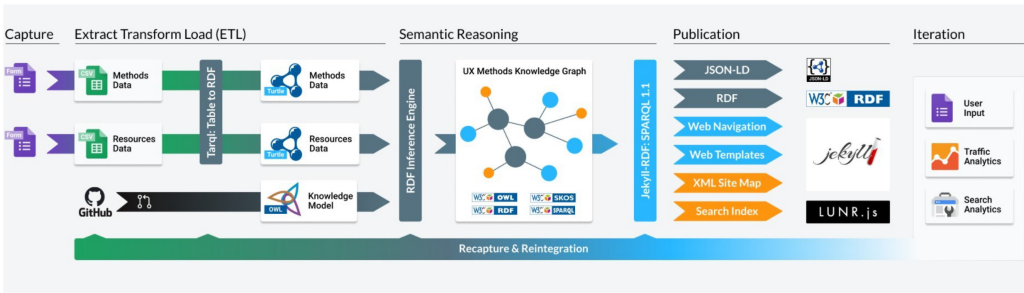 Capture
Extract Transform Load (ETL)
Semantic Reasoning
Publication
Iteration
Form
CSV
Methods
Data
Tarql: Table to RDF
Turtle
Methods
Data
Form
CSV
Resources
Data
Turtle
Resources
Data
GitHub
OWL
Knowledge
Model
RDF Inference Engine
UX Methods Knowledge Graph
W3C OWL
W3C SKOS
W3C RDF
W3C SPARQL
Jekyll-RDF: SPARQL 1.1
JSON-LD
RDF
Web Navigation
Web Templates
XML Site Map
Search Index
JSON-LD
W3C RDF
jekyll
LUNR.js
User
Input
Traffic
Analytics
Search
Analytics
Recapture & Reintegration